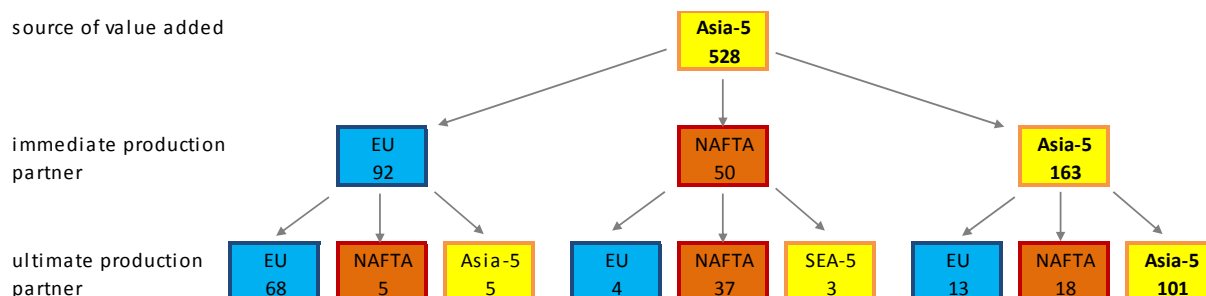 source of value added
Asia-5
528
immediate production
partner
EU
92
NAFTA
50
Asia-5
163
ultimate production
partner
EU
68
NAFTA
5
Asia-5
5
EU
4
NAFTA
37
SEA-5
3
EU
13
NAFTA
18
Asia-5
101